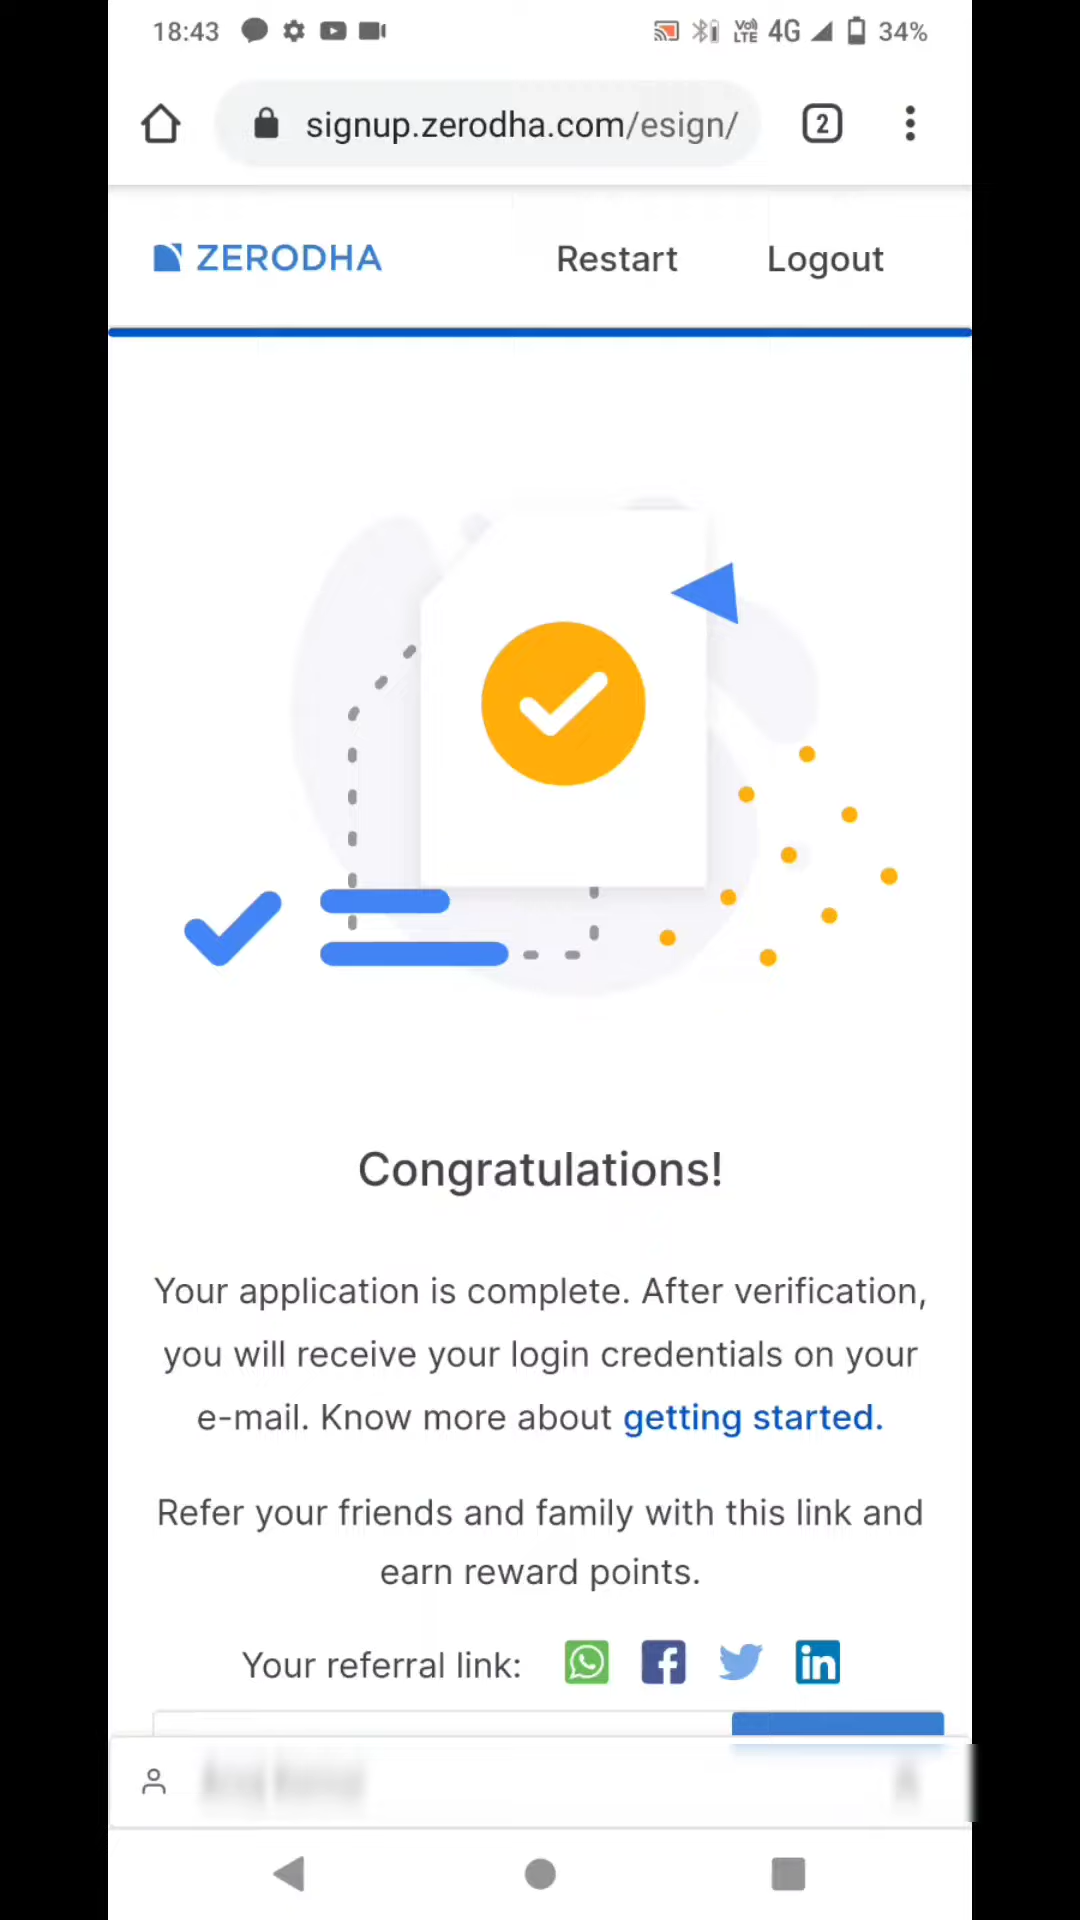 18:43 VoD LTE 4G 34%
signup.zerodha.com/esign/ 2
ZERODHA Restart Logout
Congratulations!
Your application is complete. After verification,
you will receive your login credentials on your
e-mail. Know more about getting started.
Refer your friends and family with this link and
earn reward points.
Your referral link: